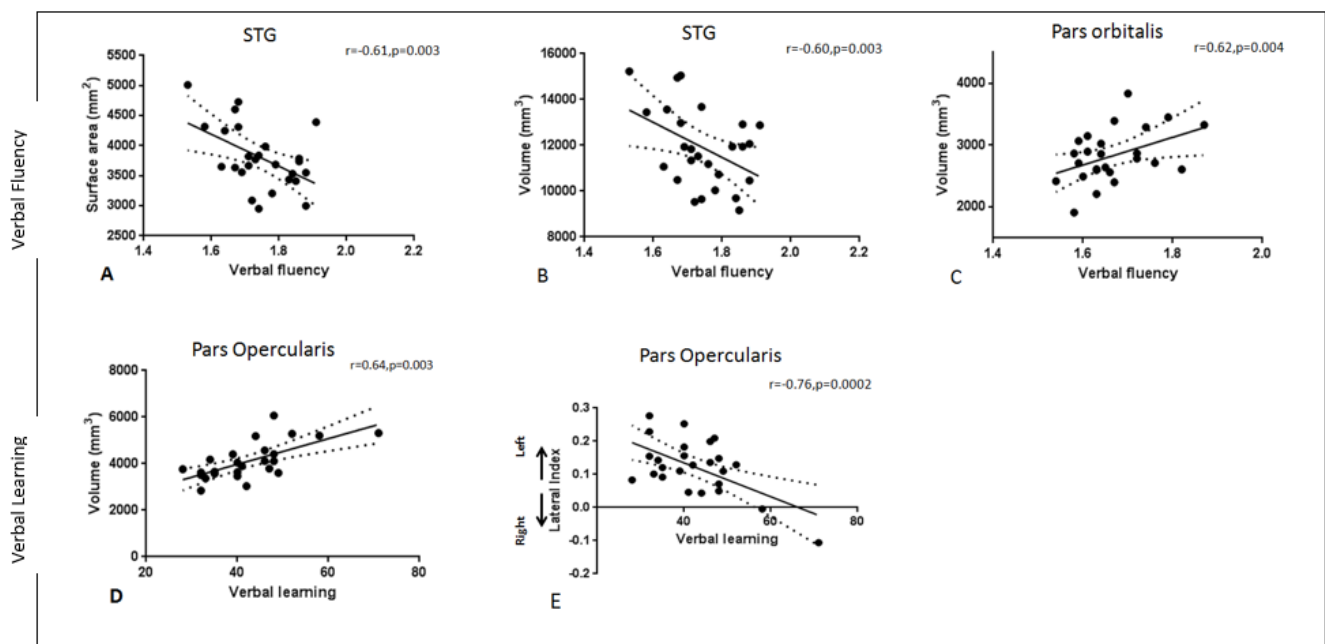 Verbal Fluency
STG
r=-0.61,p=0.003
5500
5000
4500
4000
3500
3000
2500
Surface area (mm²)
1.4 1.6 1.8 2.0 2.2
Verbal fluency
A
STG
r=-0.60,p=0.003
16000
14000
12000
10000
8000
Volume (mm³)
1.4 1.6 1.8 2.0 2.2
Verbal fluency
B
Pars orbitalis
r=0.62,p=0.004
4000
3000
2000
Volume (mm³)
1.4 1.6 1.8 2.0
Verbal fluency
C
Verbal Learning
Pars Opercularis
r=0.64,p=0.003
8000
6000
4000
2000
0
Volume (mm³)
20 40 60 80
Verbal learning
D
Pars Opercularis
r=-0.76,p=0.0002
0.3
0.2
0.1
0.0
-0.1
-0.2
Left
Right
Lateral Index
40 60 80
Verbal learning
E